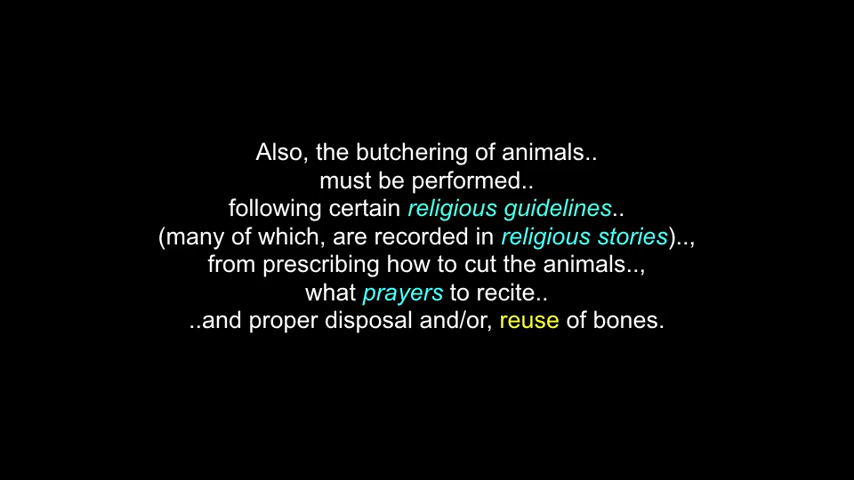 Also, the butchering of animals..
must be performed..
following certain religious guidelines..
(many of which, are recorded in religious stories)..,
from prescribing how to cut the animals..,
what prayers to recite..
..and proper disposal and/or, reuse of bones.